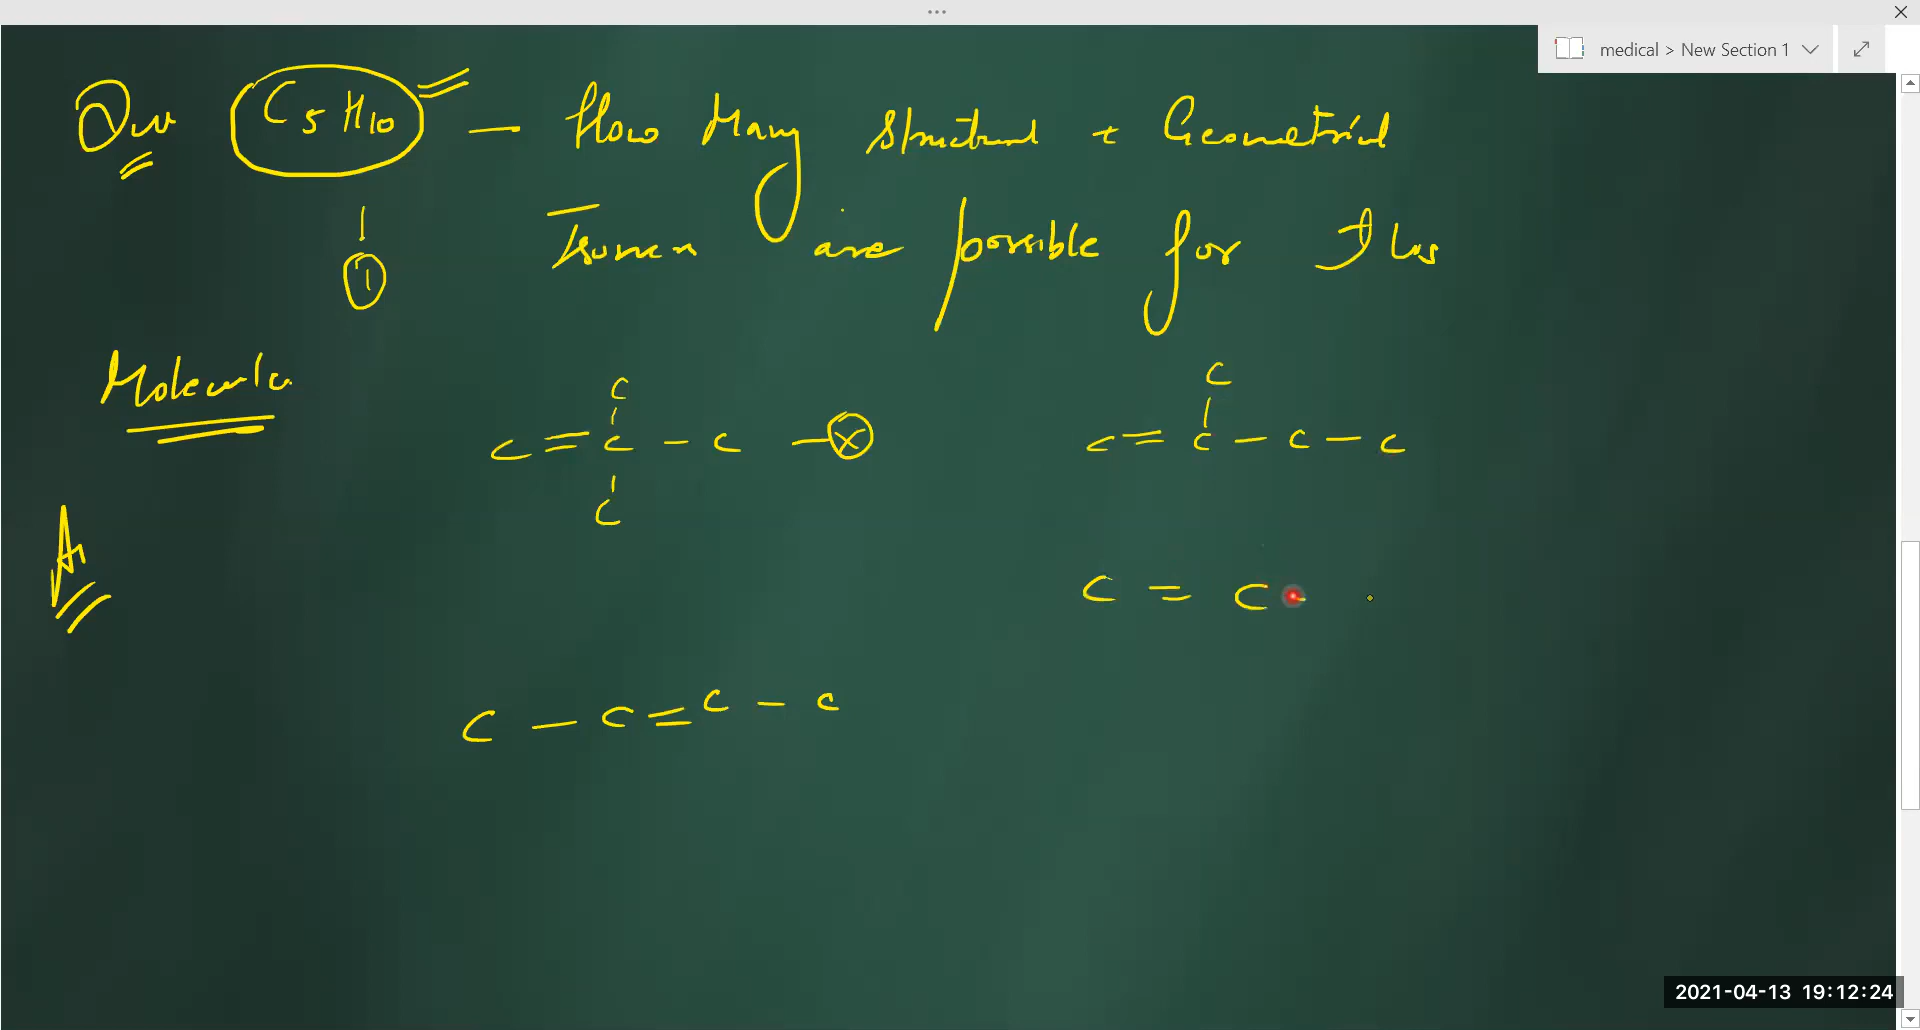 medical > New Section 1
Que C5H10 — How Many Structural + Geometrical
Isomers are possible for this
1
Molecule
C C
C = C - C — X C = C - C - C
C
A
C = C -
C - C = C - C
2021-04-13 19:12:24